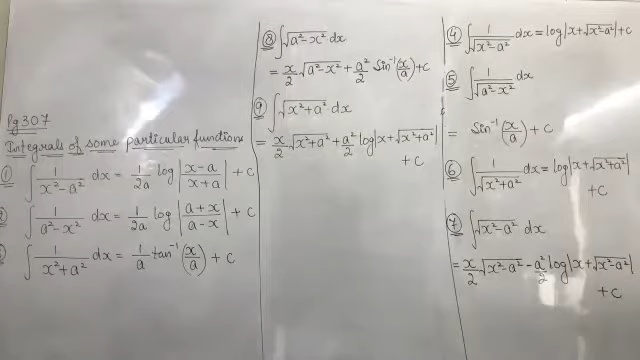 Pg 307
Integrals of some particular functions
① ∫ 1/(x²-a²) dx = 1/2a log |(x-a)/(x+a)| + C
② ∫ 1/(a²-x²) dx = 1/2a log |(a+x)/(a-x)| + C
③ ∫ 1/(x²+a²) dx = 1/a tan⁻¹(x/a) + C
⑧ ∫√(a²-x²) dx
= x/2 √(a²-x²) + a²/2 sin⁻¹(x/a) + C
⑨ ∫√(x²+a²) dx
= x/2 √(x²+a²) + a²/2 log|x+√(x²+a²)|
+ C
④ ∫ 1/√(x²-a²) dx = log|x+√(x²-a²)| + C
⑤ ∫ 1/√(a²-x²) dx
= sin⁻¹(x/a) + C
⑥ ∫ 1/√(x²+a²) dx = log|x+√(x²+a²)|
+ C
⑦ ∫√(x²-a²) dx
= x/2 √(x²-a²) - a²/2 log|x+√(x²-a²)|
+ C